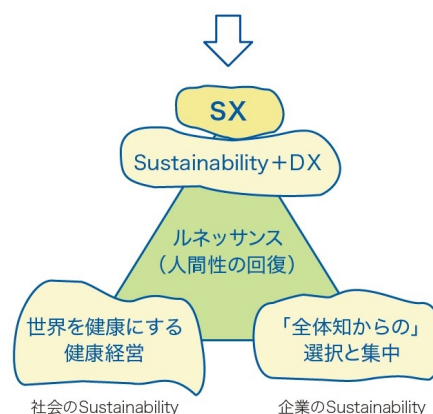 SX
Sustainability+DX
ルネッサンス
（人間性の回復）
世界を健康にする
健康経営
「全体知からの」
選択と集中
社会のSustainability
企業のSustainability